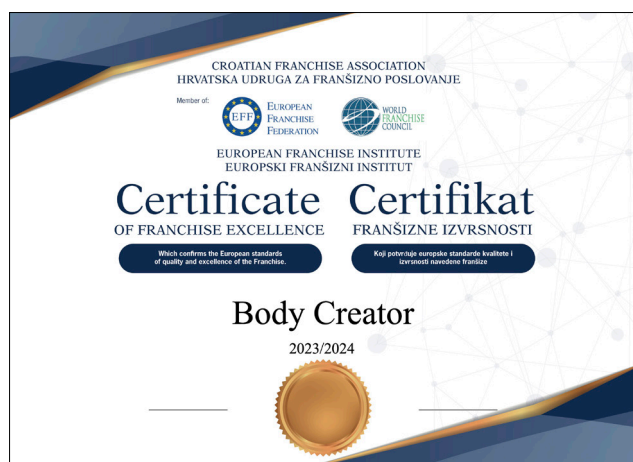 CROATIAN FRANCHISE ASSOCIATION
HRVATSKA UDRUGA ZA FRANŠIZNO POSLOVANJE
Member of:
EFF
EUROPEAN
FRANCHISE
FEDERATION
WORLD
FRANCHISE
COUNCIL
EUROPEAN FRANCHISE INSTITUTE
EUROPSKI FRANŠIZNI INSTITUT
Certificate
OF FRANCHISE EXCELLENCE
Which confirms the European standards
of quality and excellence of the Franchise.
Certifikat
FRANŠIZNE IZVRSNOSTI
Koji potvrđuje europske standarde kvalitete i
izvrsnosti navedene franšize
Body Creator
2023/2024